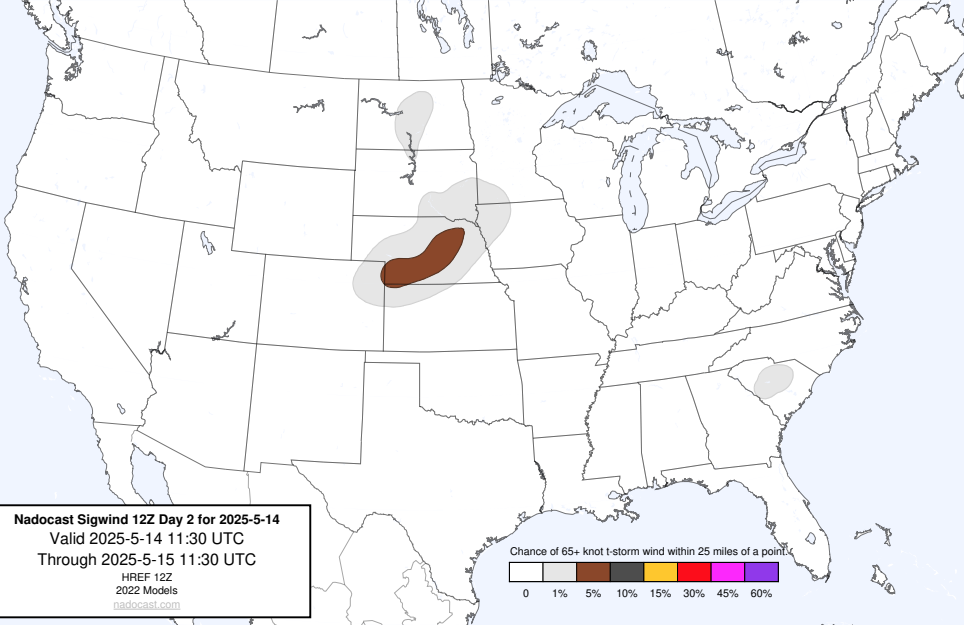 Nadocast Sigwind 12Z Day 2 for 2025-5-14
Valid 2025-5-14 11:30 UTC
Through 2025-5-15 11:30 UTC
HREF 12Z
2022 Models
nadocast.com
Chance of 65+ knot t-storm wind within 25 miles of a point.
0 1% 5% 10% 15% 30% 45% 60%